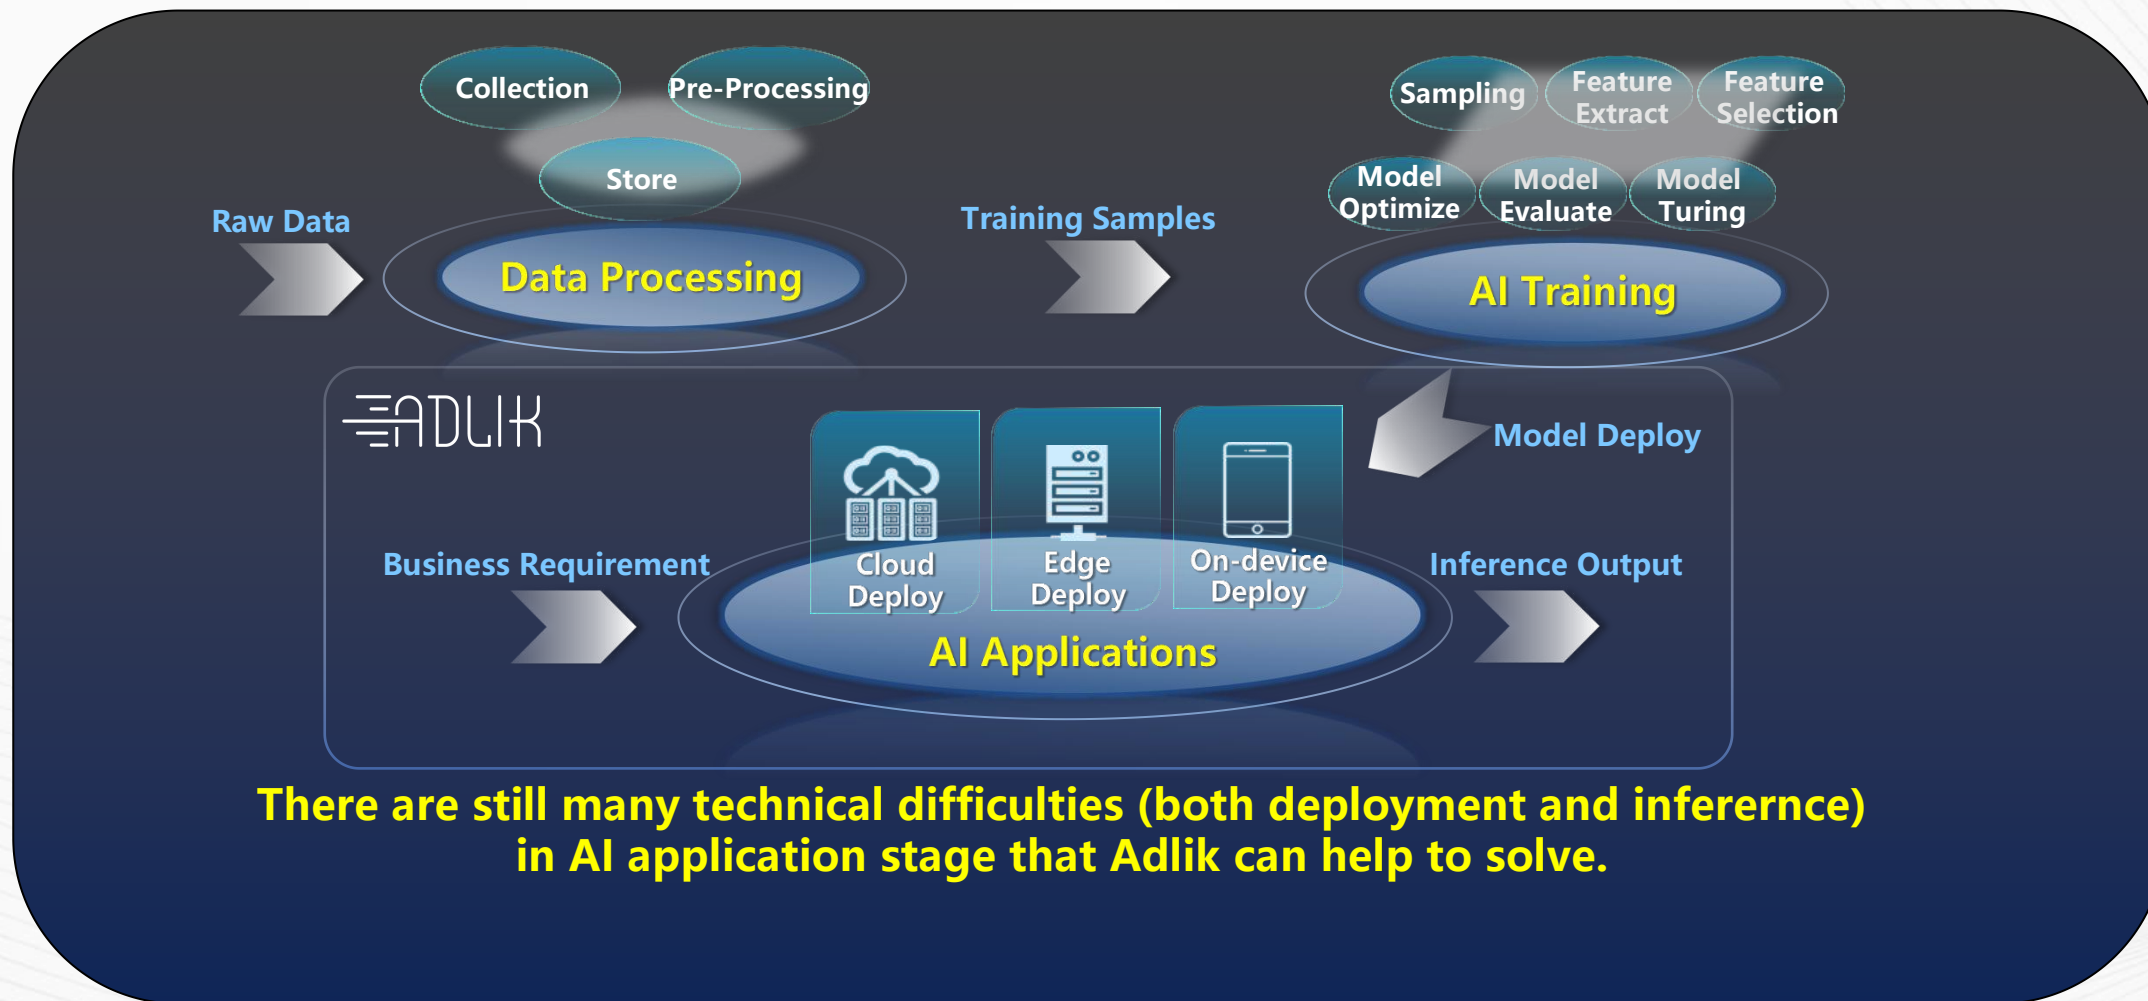 Collection
Pre-Processing
Store
Raw Data
Data Processing
Training Samples
Sampling
Feature
Extract
Feature
Selection
Model
Optimize
Model
Evaluate
Model
Turing
AI Training
ADLIK
Model Deploy
Business Requirement
Cloud
Deploy
Edge
Deploy
On-device
Deploy
AI Applications
Inference Output
There are still many technical difficulties (both deployment and inferernce)
in AI application stage that Adlik can help to solve.